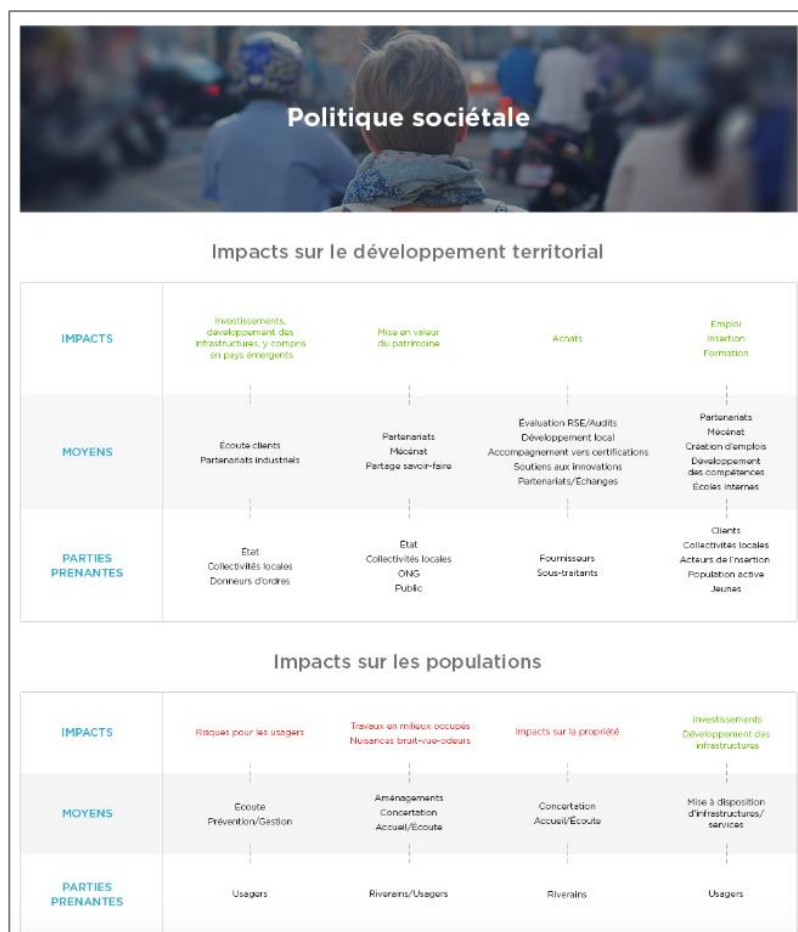 Politique sociétale
Impacts sur le développement territorial
IMPACTS
Investissements,
développement des
infrastructures, y compris
en pays émergents
Mise en valeur
du patrimoine
Achats
Emploi
Insertion
Formation
MOYENS
Écoute clients
Partenariats industriels
Partenariats
Mécénat
Partage savoir-faire
Évaluation RSE/Audits
Développement local
Accompagnement vers certifications
Soutiens aux innovations
Partenariats/Échanges
Partenariats
Mécénat
Création d'emplois
Développement
des compétences
Écoles internes
PARTIES
PRENANTES
État
Collectivités locales
Donneurs d'ordres
État
Collectivités locales
ONG
Public
Fournisseurs
Sous-traitants
Clients
Collectivités locales
Acteurs de l'nsertion
Population active
Jeunes
Impacts sur les populations
IMPACTS
Risques pour les usagers
Travaux en milieux occupés
Nuisances bruit-vue-odeurs
Impacts sur la propriété
Investissements
Développement des
infrastructures
MOYENS
Écoute
Prévention/Gestion
Aménagements
Concertation
Accueil/Écoute
Concertation
Accueil/Écoute
Mise à disposition
d'infrastructures/
services
PARTIES
PRENANTES
Usagers
Riverains/Usagers
Riverains
Usagers